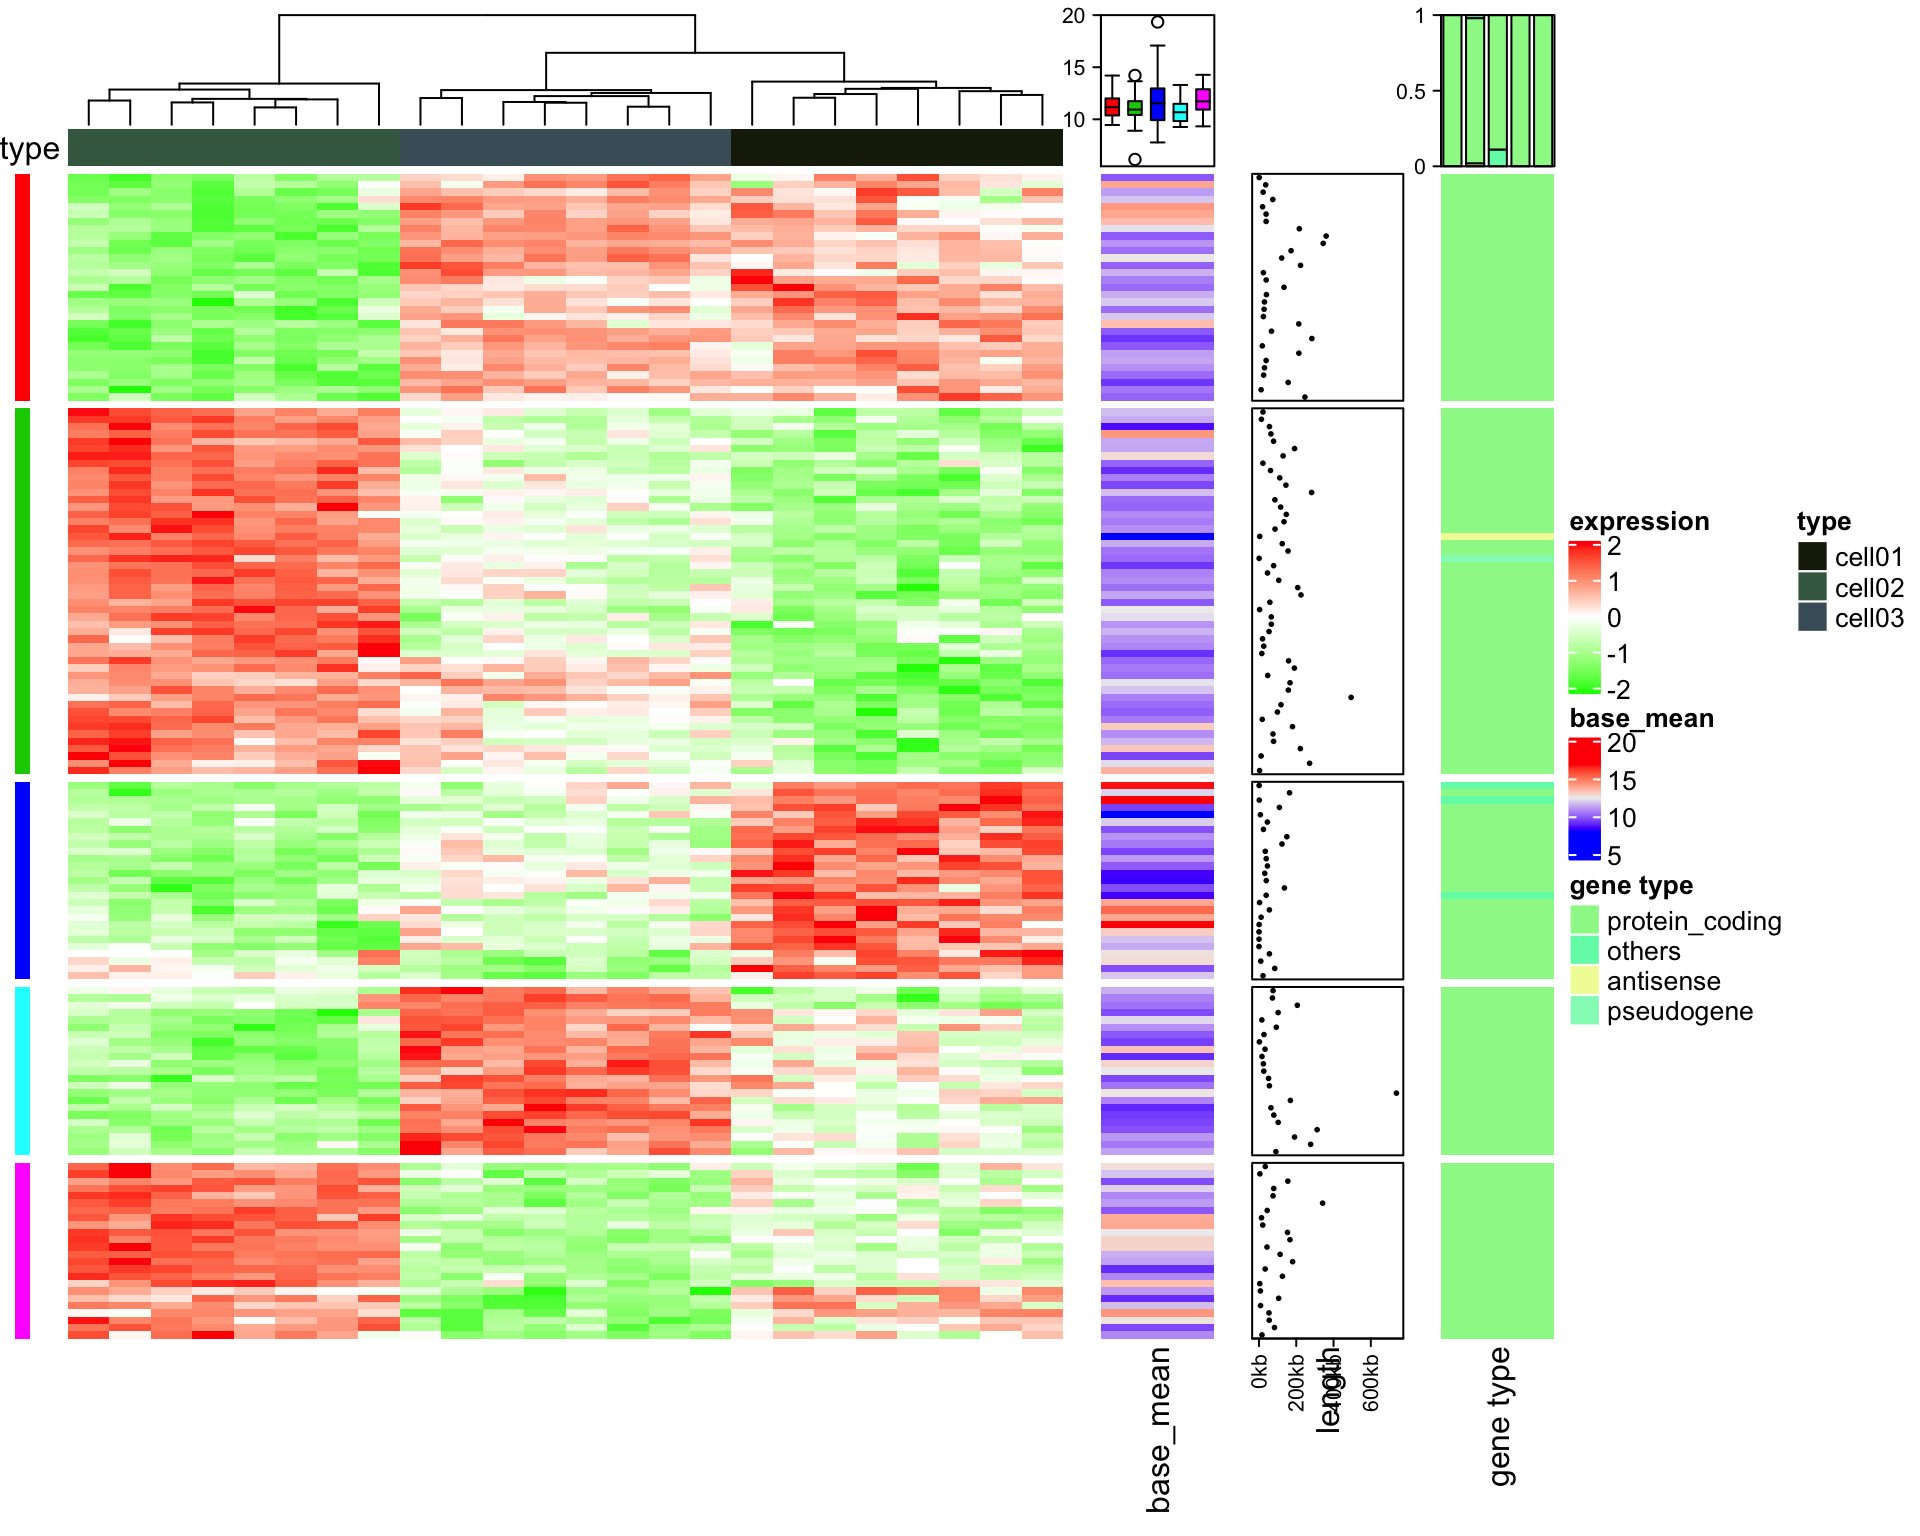 20
15
10
1
0.5
0
type
expression
2
1
0
-1
-2
base_mean
20
15
10
5
gene type
protein_coding
others
antisense
pseudogene
type
cell01
cell02
cell03
base_mean
0kb
200kb
400kb
600kb
length
gene type